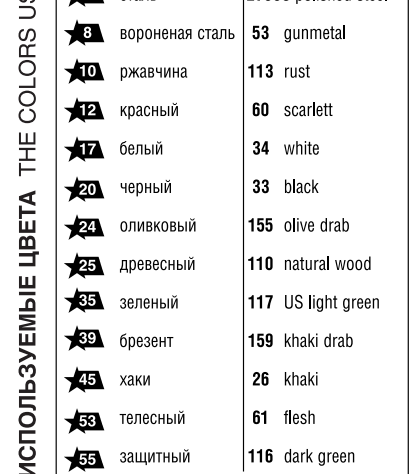 ИСПОЛЬЗУЕМЫЕ ЦВЕТА THE COLORS US
8 вороненая сталь 53 gunmetal
10 ржавчина 113 rust
12 красный 60 scarlett
17 белый 34 white
20 черный 33 black
24 оливковый 155 olive drab
25 древесный 110 natural wood
35 зеленый 117 US light green
39 брезент 159 khaki drab
45 хаки 26 khaki
53 телесный 61 flesh
55 защитный 116 dark green